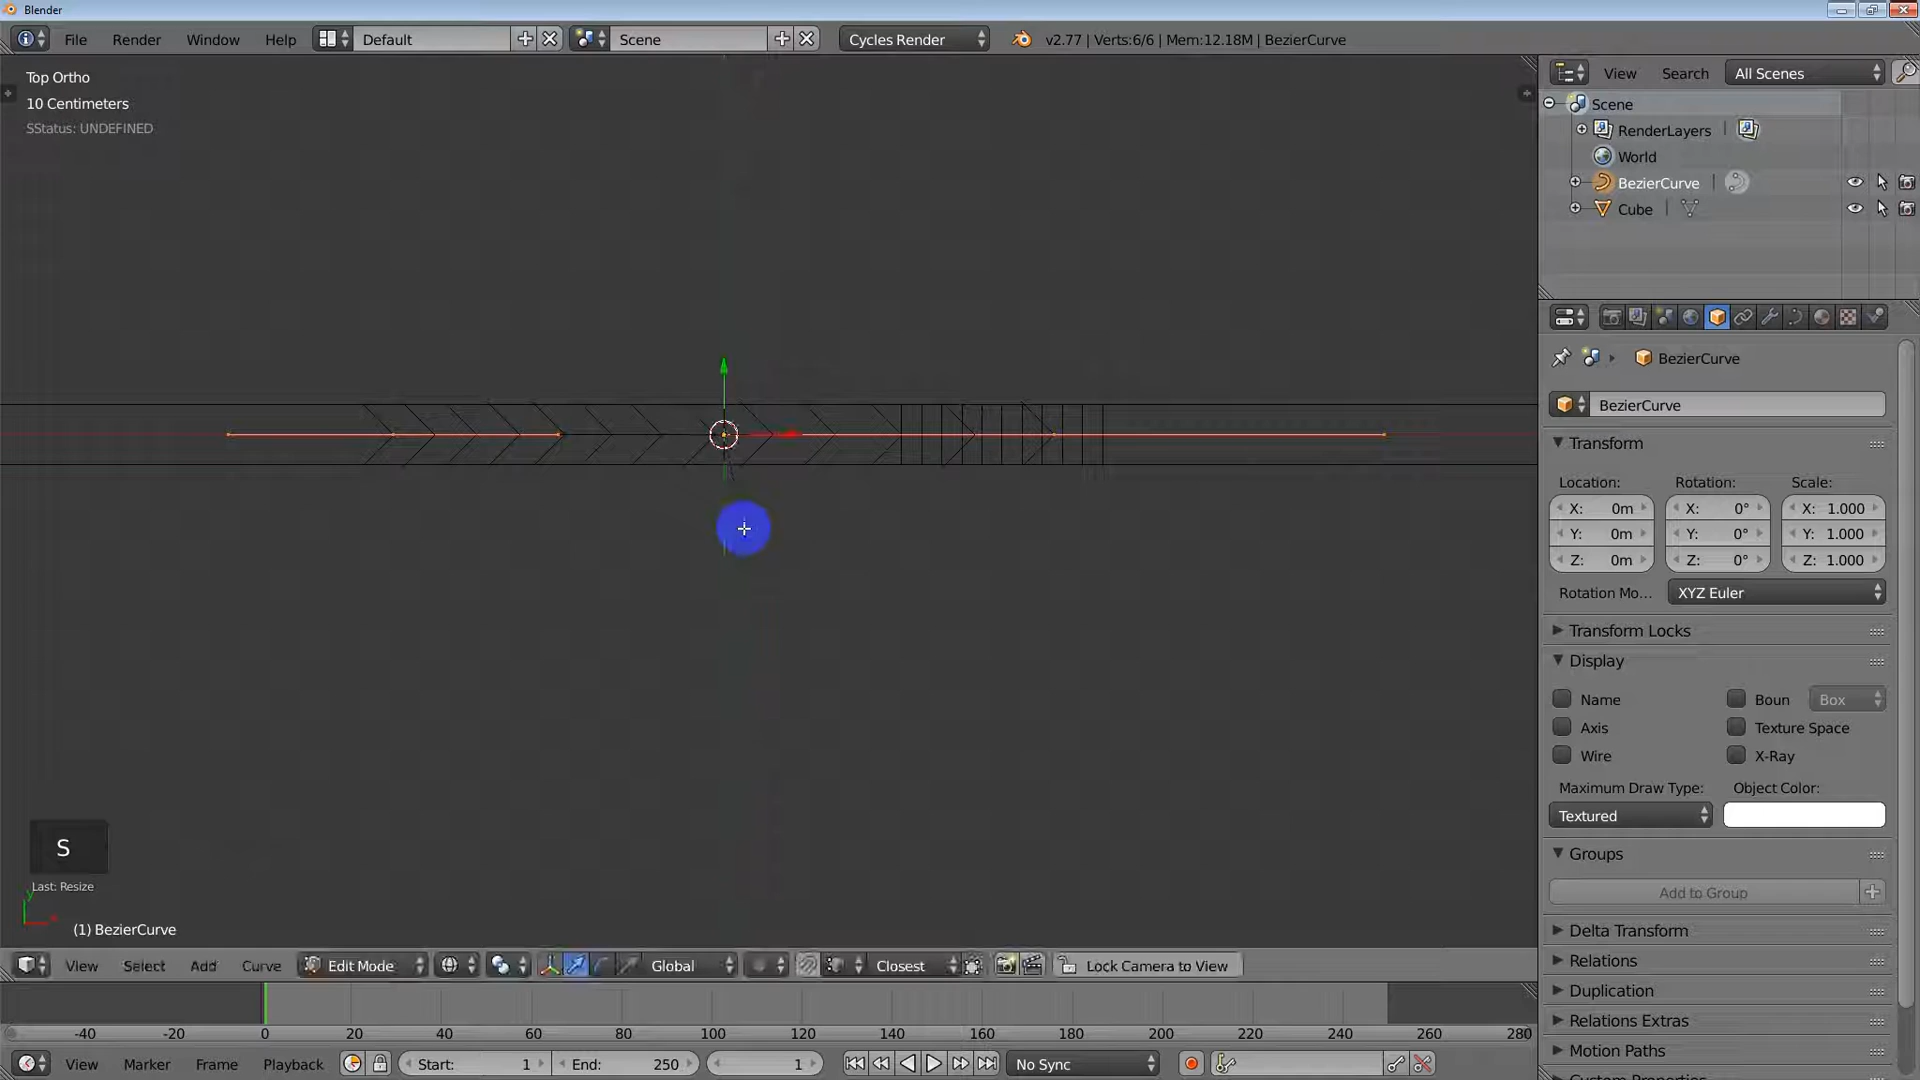 Blender
File Render Window Help Default Scene Cycles Render v2.77 | Verts:6/6 | Mem:12.18M | BezierCurve
Top Ortho
10 Centimeters
SStatus: UNDEFINED
View Search All Scenes
Scene
RenderLayers
World
BezierCurve
Cube
BezierCurve
BezierCurve
Transform
Location: Rotation: Scale:
X: 0m X: 0° X: 1.000
Y: 0m Y: 0° Y: 1.000
Z: 0m Z: 0° Z: 1.000
Rotation Mo... XYZ Euler
Transform Locks
Display
Name Boun Box
Axis Texture Space
Wire X-Ray
Maximum Draw Type: Object Color:
Textured
Groups
Add to Group
Delta Transform
Relations
Duplication
Relations Extras
Motion Paths
Custom Properties
S
Last: Resize
y
(1) BezierCurve
View Select Add Curve Edit Mode Global Closest Lock Camera to View
-40 -20 0 20 40 60 80 100 120 140 160 180 200 220 240 260 280
View Marker Frame Playback Start: 1 End: 250 1 No Sync